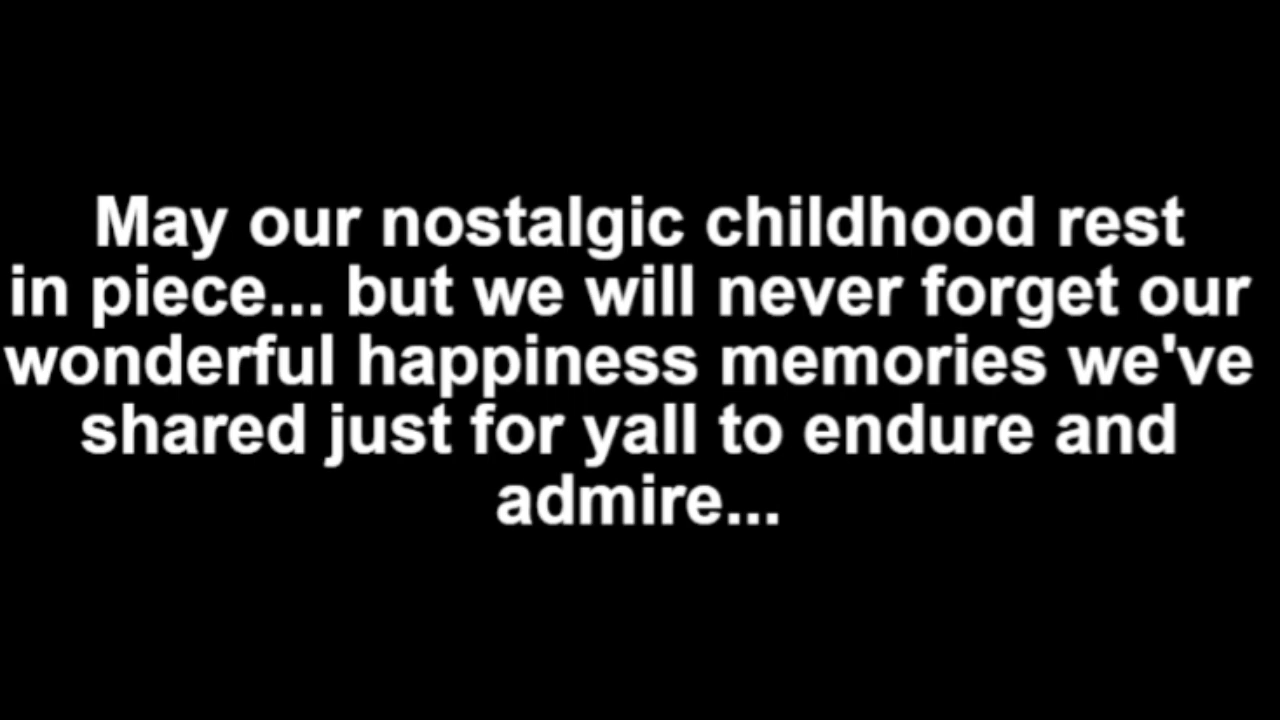 May our nostalgic childhood rest
in piece... but we will never forget our
wonderful happiness memories we've
shared just for yall to endure and
admire...